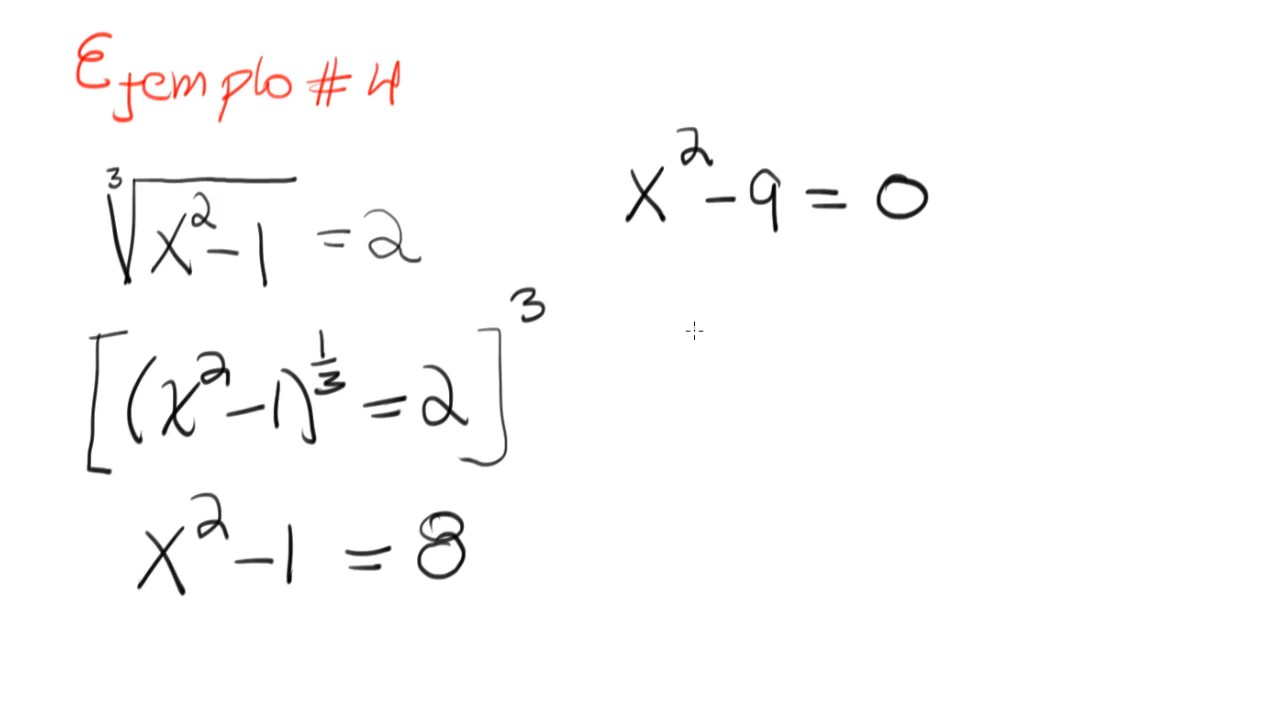 Ejemplo #4
∛(x²-1) = 2
[(x²-1)^(1/3) = 2]³
x²-1 = 8
x²-9=0